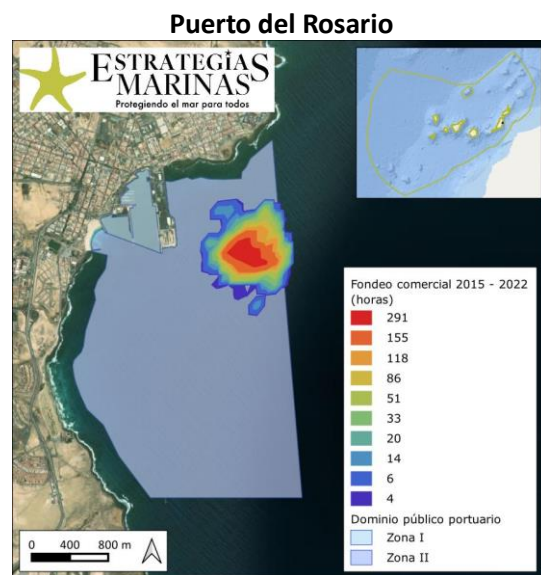 Puerto del Rosario
ESTRATEGIAS
MARINAS
Protegiendo el mar para todos
Fondeo comercial 2015 - 2022
(horas)
291
155
118
86
51
33
20
14
6
4
Dominio público portuario
Zona I
Zona II
0 400 800 m